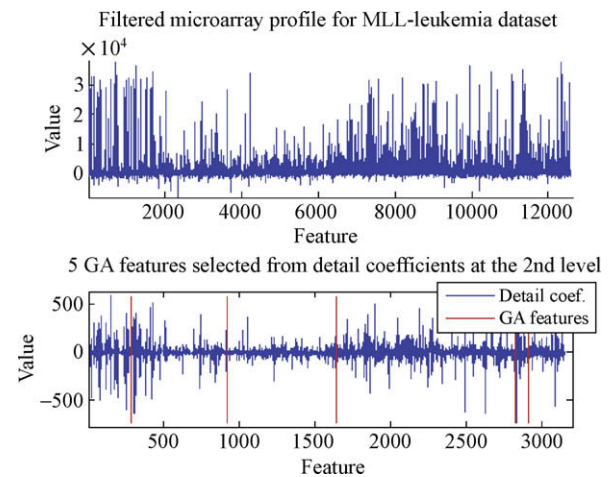 Filtered microarray profile for MLL-leukemia dataset
× 10⁴
3
2
1
0
Value
2000 4000 6000 8000 10000 12000
Feature
5 GA features selected from detail coefficients at the 2nd level
Detail coef.
GA features
500
0
−500
Value
500 1000 1500 2000 2500 3000
Feature